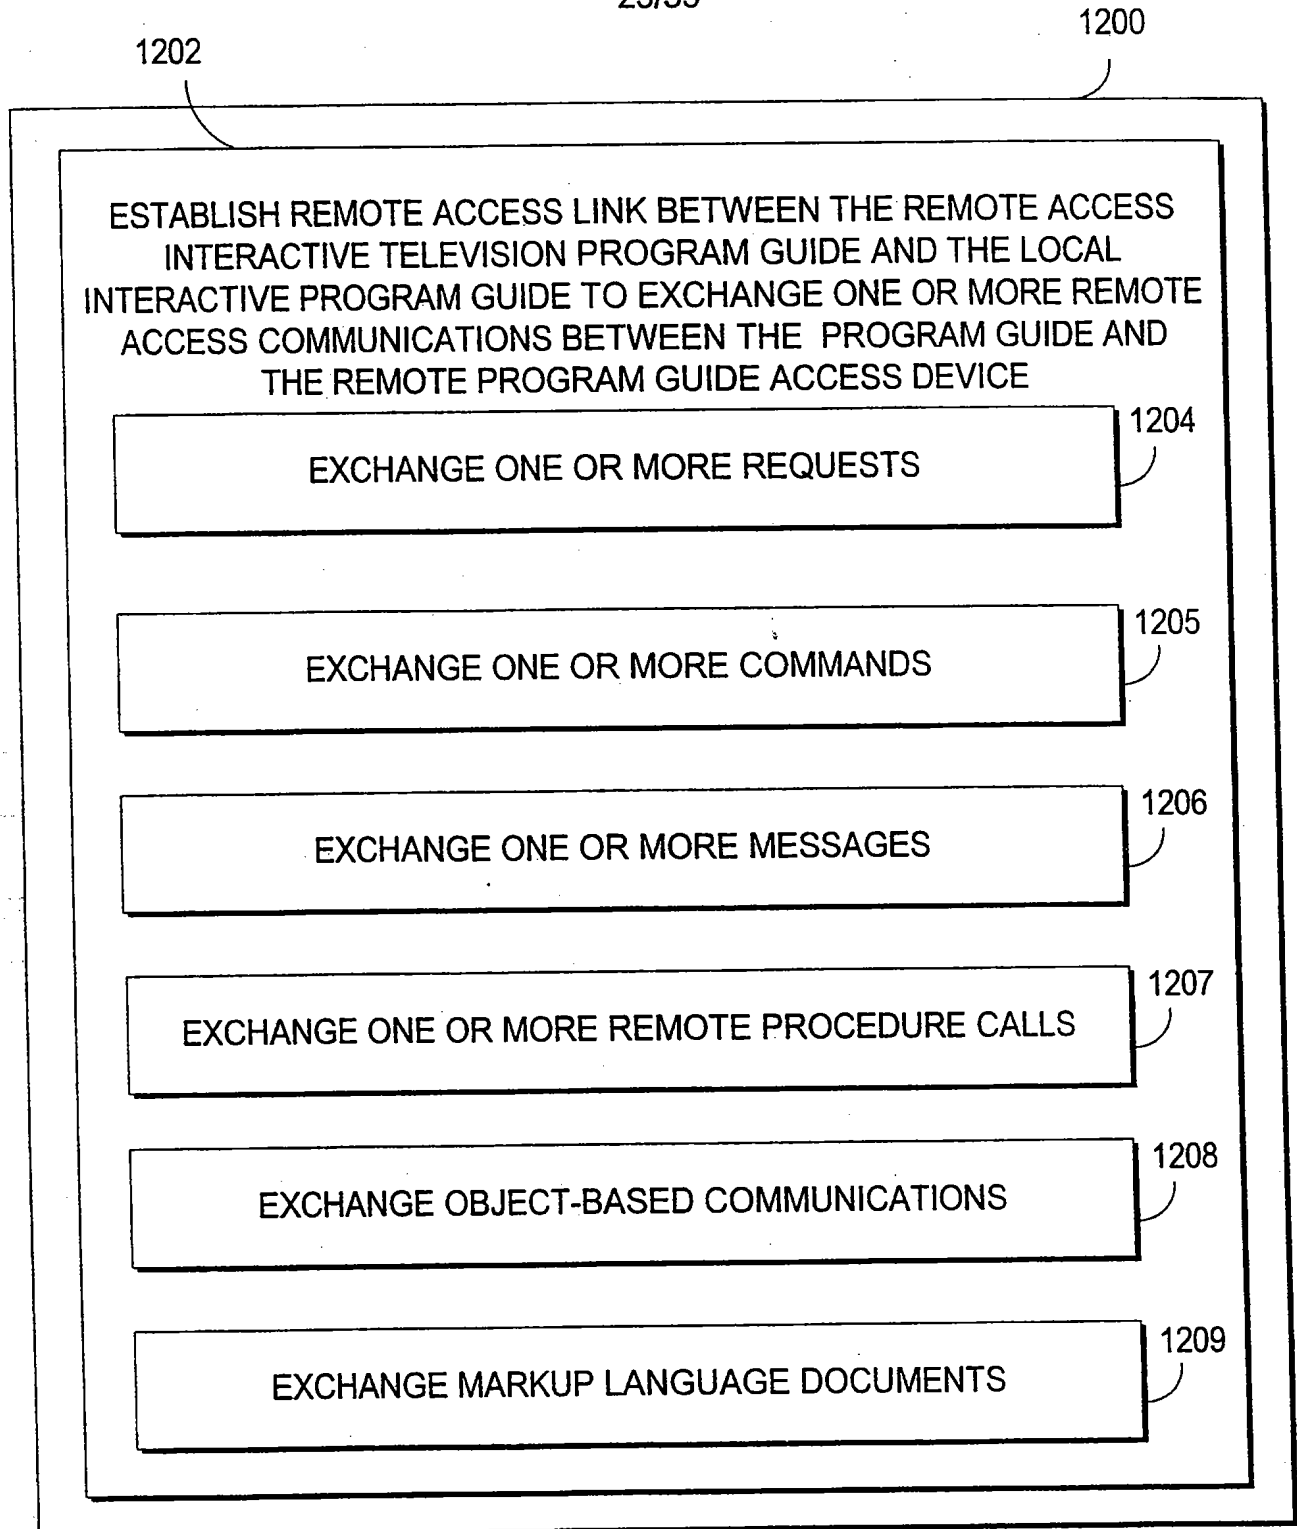 1200
1202
ESTABLISH REMOTE ACCESS LINK BETWEEN THE REMOTE ACCESS
INTERACTIVE TELEVISION PROGRAM GUIDE AND THE LOCAL
INTERACTIVE PROGRAM GUIDE TO EXCHANGE ONE OR MORE REMOTE
ACCESS COMMUNICATIONS BETWEEN THE PROGRAM GUIDE AND
THE REMOTE PROGRAM GUIDE ACCESS DEVICE
1204
EXCHANGE ONE OR MORE REQUESTS
1205
EXCHANGE ONE OR MORE COMMANDS
1206
EXCHANGE ONE OR MORE MESSAGES
1207
EXCHANGE ONE OR MORE REMOTE PROCEDURE CALLS
1208
EXCHANGE OBJECT-BASED COMMUNICATIONS
1209
EXCHANGE MARKUP LANGUAGE DOCUMENTS